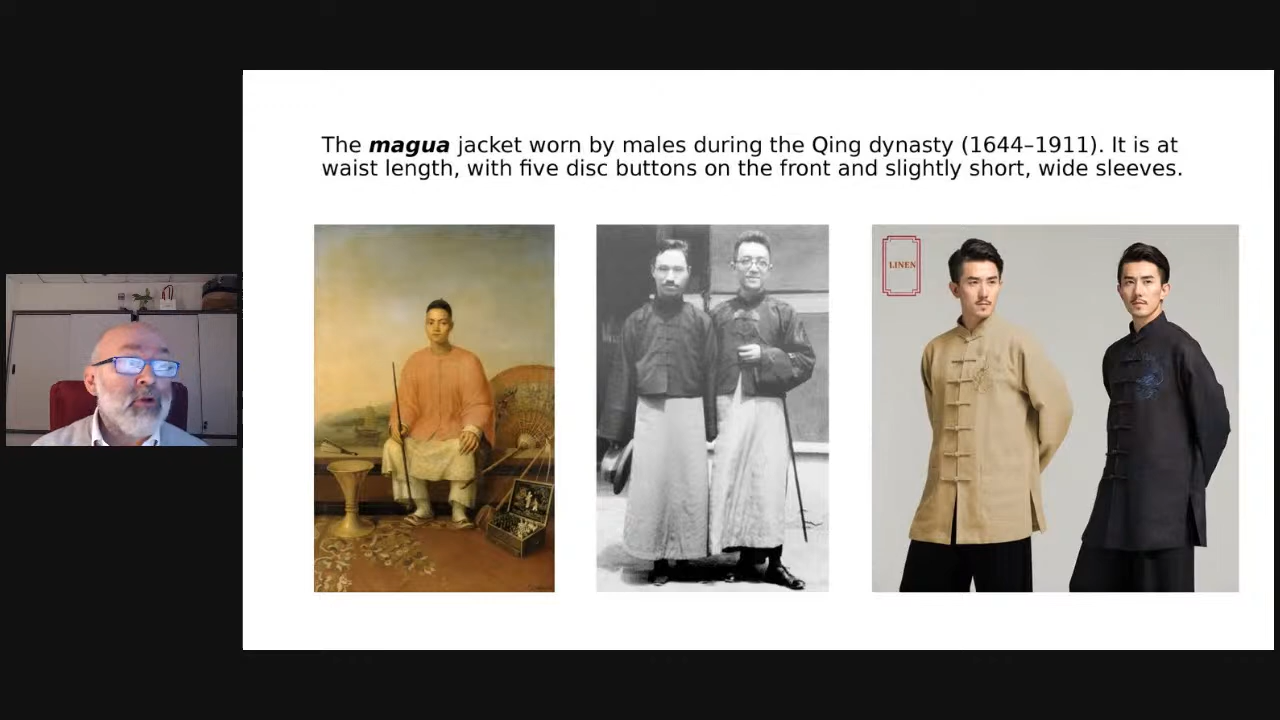 The magua jacket worn by males during the Qing dynasty (1644–1911). It is at
waist length, with five disc buttons on the front and slightly short, wide sleeves.
LINEN